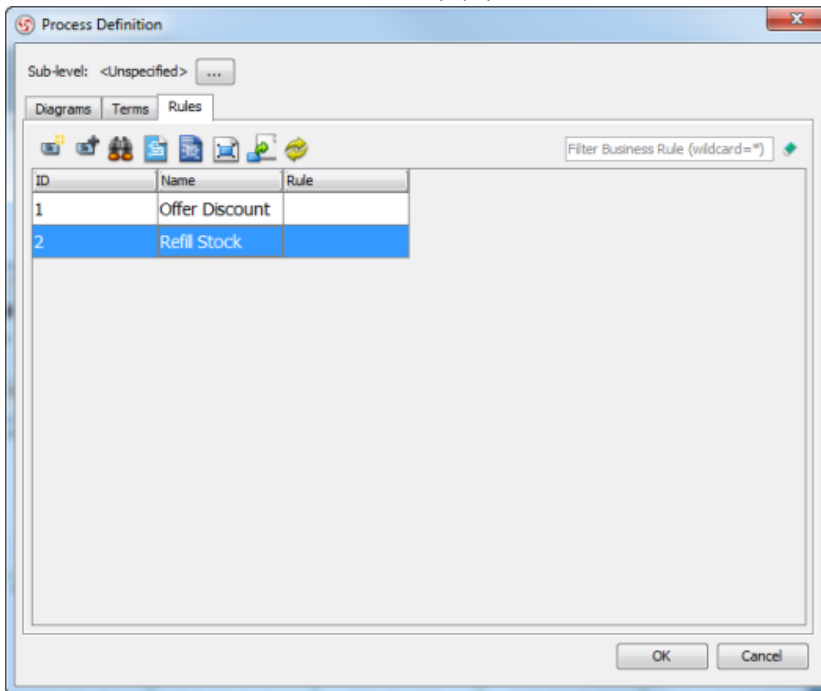 Process Definition
Sub-level: <Unspecified> ...
Diagrams Terms Rules
Filter Business Rule (wildcard=*)
ID Name Rule
1 Offer Discount
2 Refill Stock
OK Cancel